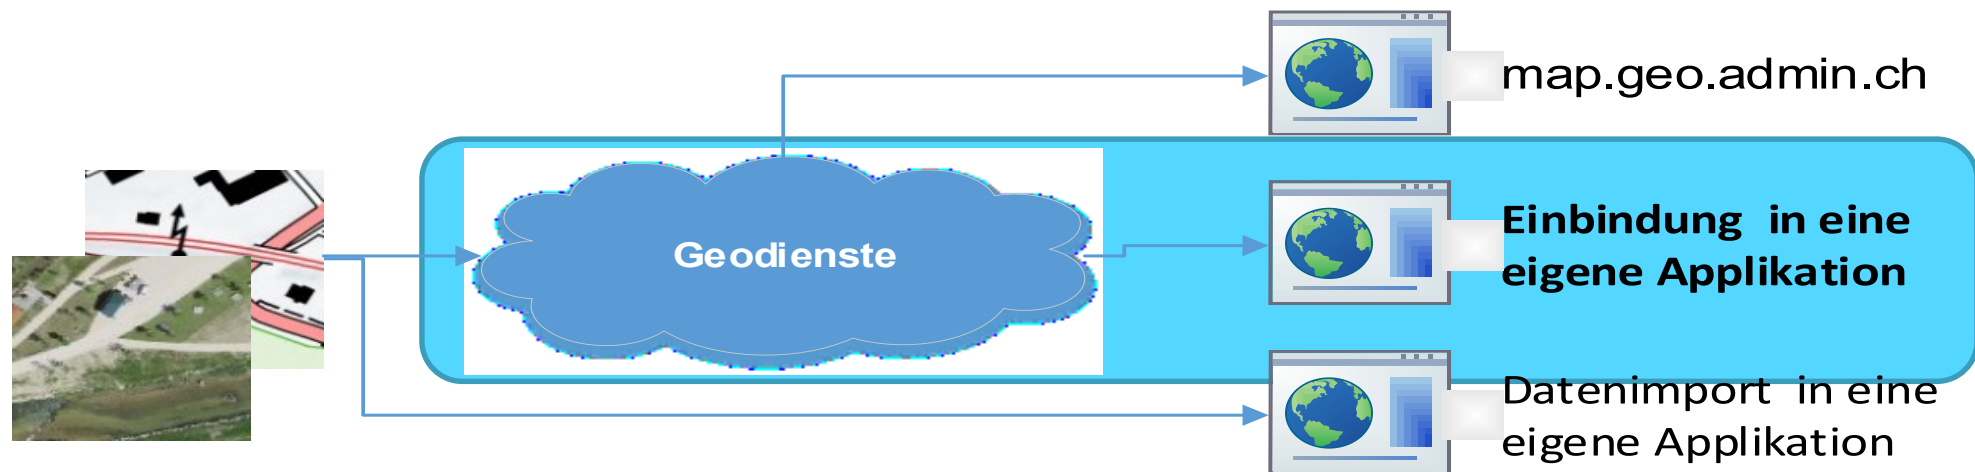 map.geo.admin.ch
Geodienste
Einbindung in eine
eigene Applikation
Datenimport in eine
eigene Applikation